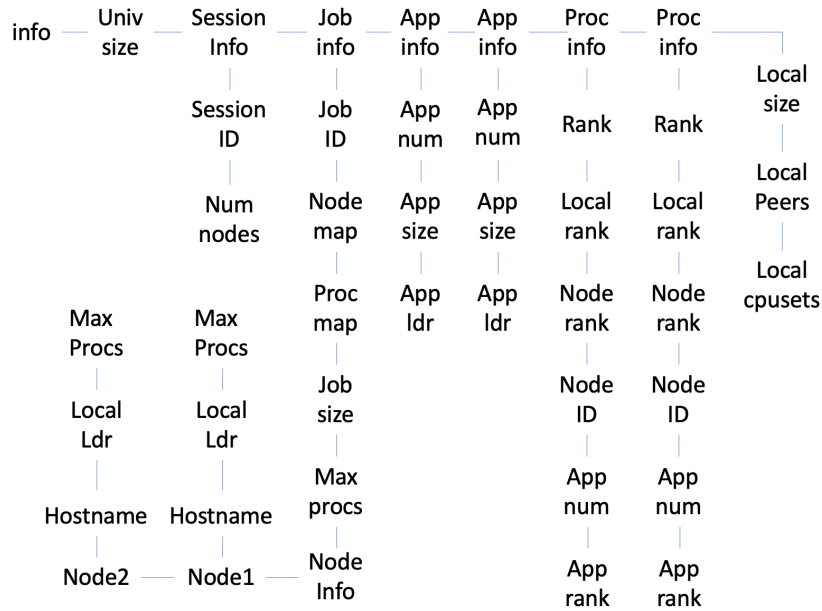 info
Univ
size
Session
Info
Job
info
App
info
App
info
Proc
info
Proc
info
Local
size
Local
Peers
Local
cpusets
Session
ID
Num
nodes
Job
ID
Node
map
Proc
map
Job
size
Max
procs
Node
Info
Node1
Hostname
Local
Ldr
Max
Procs
Node2
Hostname
Local
Ldr
Max
Procs
App
num
App
size
App
ldr
App
num
App
size
App
ldr
Rank
Local
rank
Node
rank
Node
ID
App
num
App
rank
Rank
Local
rank
Node
rank
Node
ID
App
num
App
rank